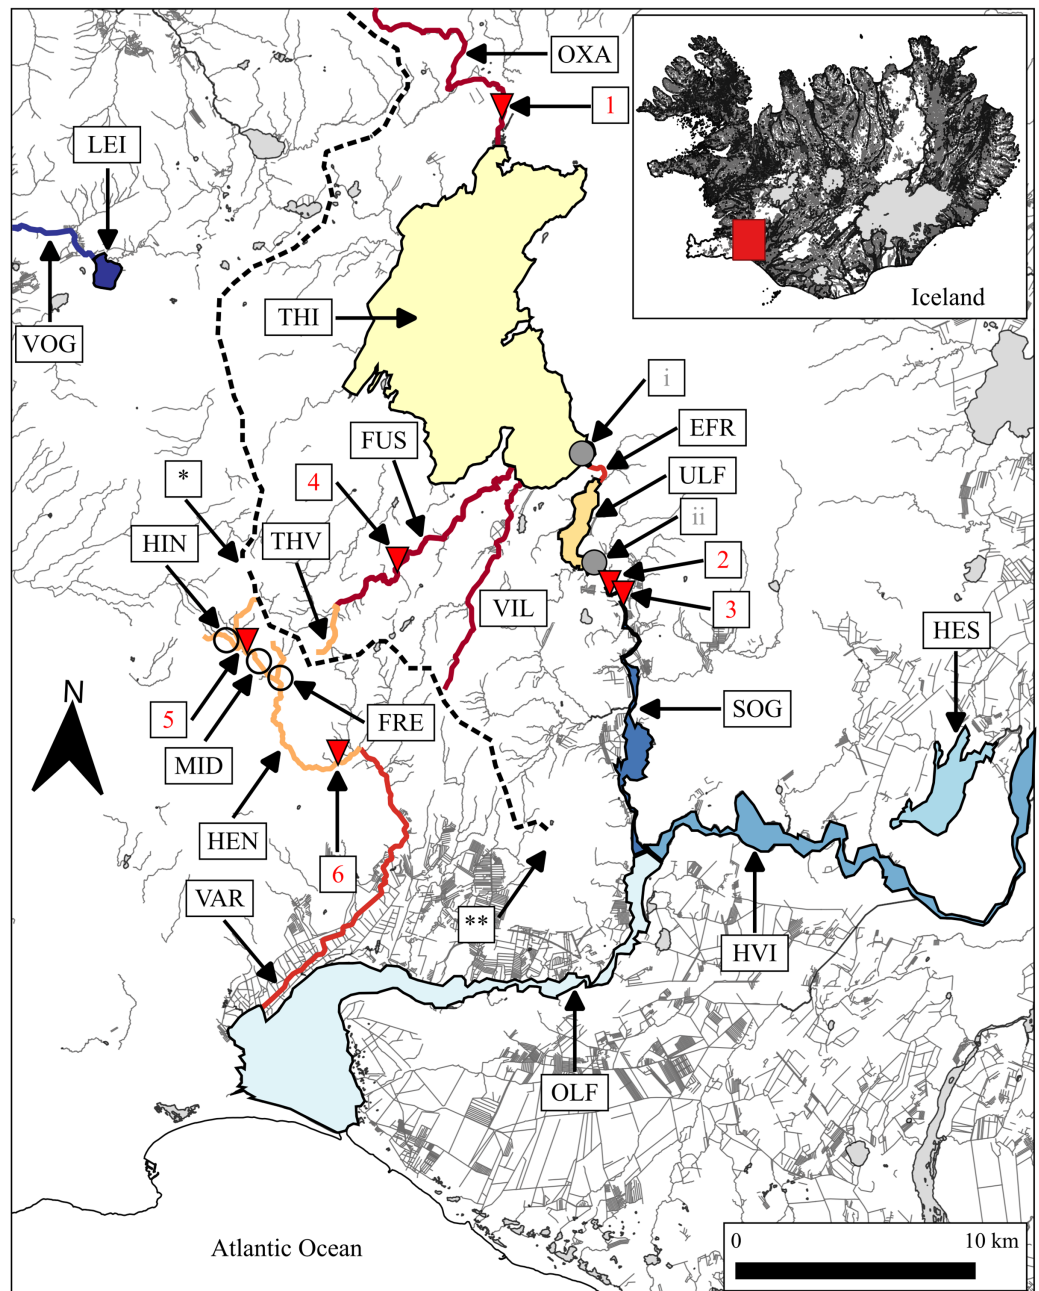 OXA
1
LEI
THI
VOG
Iceland
i
FUS
EFR
4
*
ULF
HIN
THV
ii
2
VIL
3
HES
5
FRE
SOG
MID
N
HEN
6
VAR
**
HVI
OLF
Atlantic Ocean
0 10 km